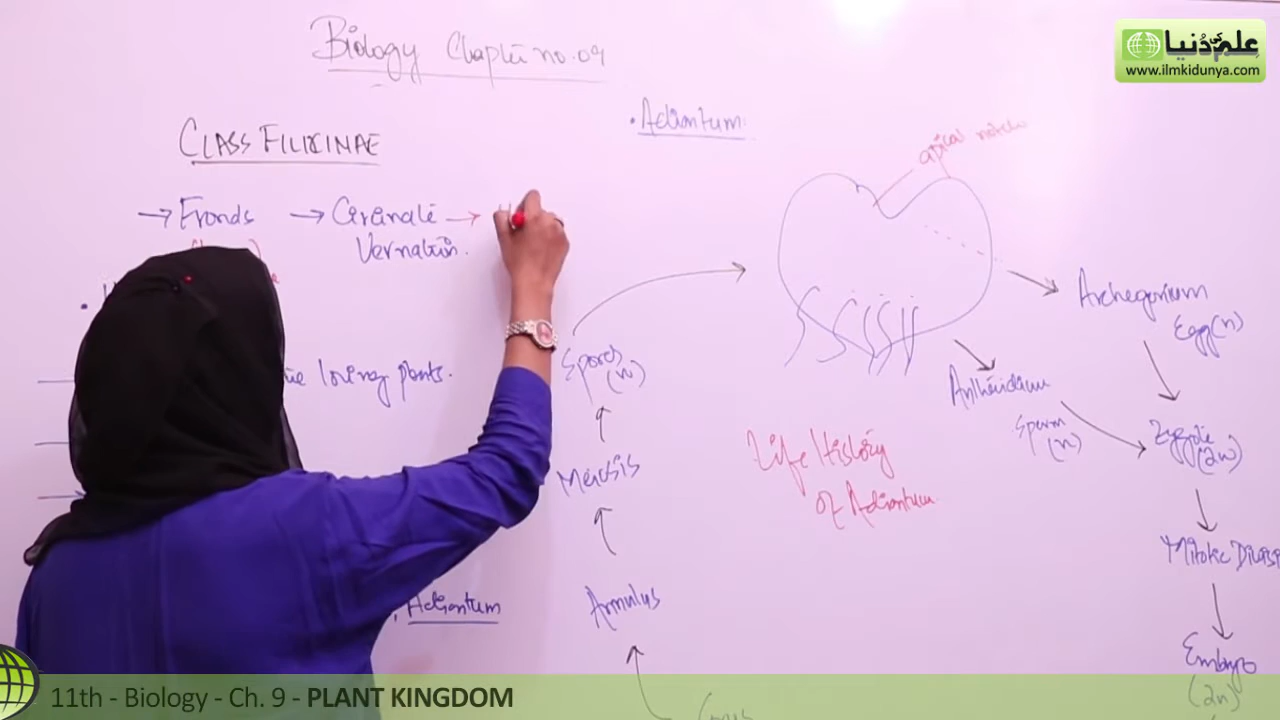 Biology Chapter no. 09
علم کی دُنیا
www.ilmkidunya.com
CLASS FILICINAE
→ Fronds → Circinate →
Vernation.
loving plants.
Adiantum
• Adiantum
apical notch
Spores
(n)
Meiosis
Annulus
Life History
of Adiantum
Archegonium
Egg(n)
Antheridium
Sperm
(n)
Zygote
(2n)
Mitotic
Embryo
(2n)
11th - Biology - Ch. 9 - PLANT KINGDOM